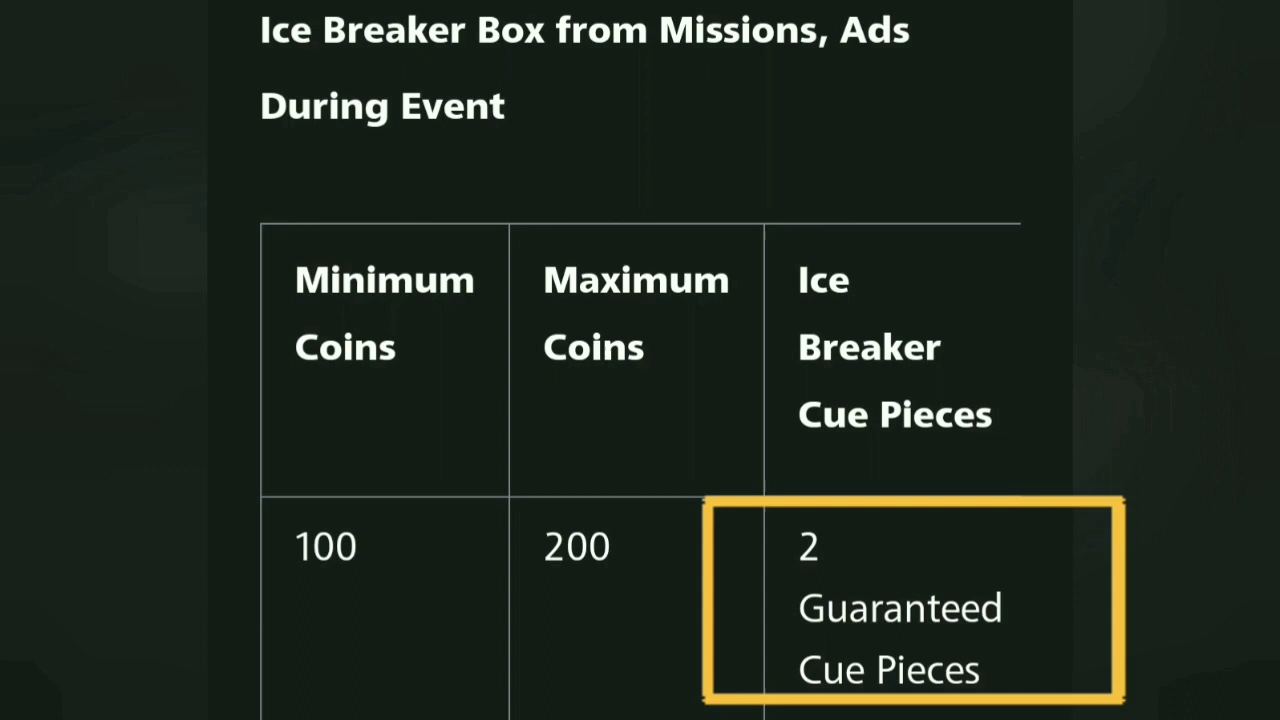 Ice Breaker Box from Missions, Ads
During Event
Minimum
Coins
Maximum
Coins
Ice
Breaker
Cue Pieces
100
200
2
Guaranteed
Cue Pieces